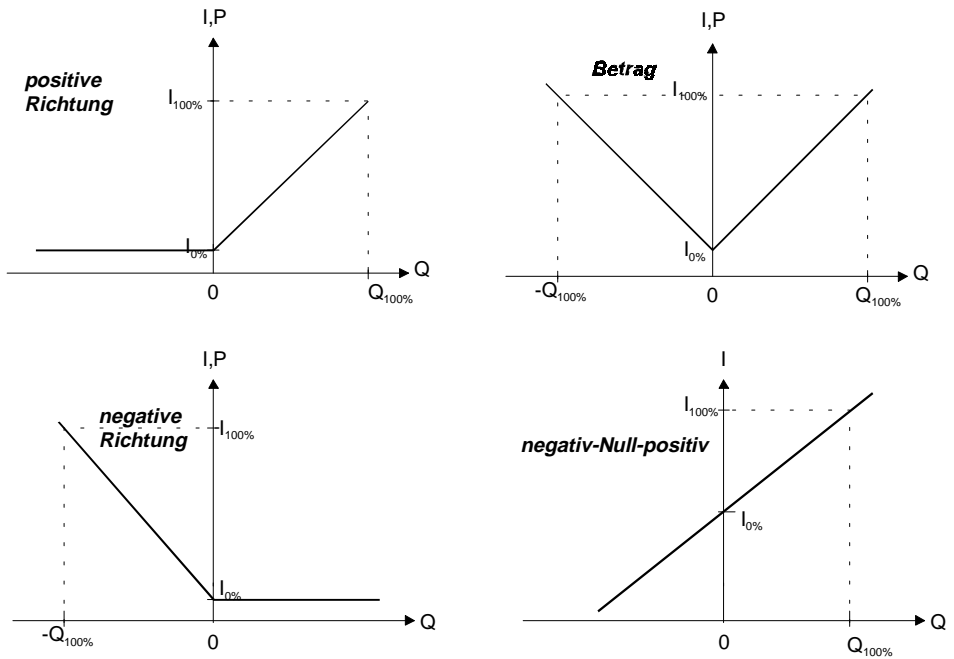 I,P
positive
Richtung
I100%
I0%
Q
0
Q100%
I,P
Betrag
I100%
I0%
Q
-Q100%
0
Q100%
I,P
negative
Richtung
I100%
I0%
Q
-Q100%
0
I
I100%
negativ-Null-positiv
I0%
Q
0
Q100%